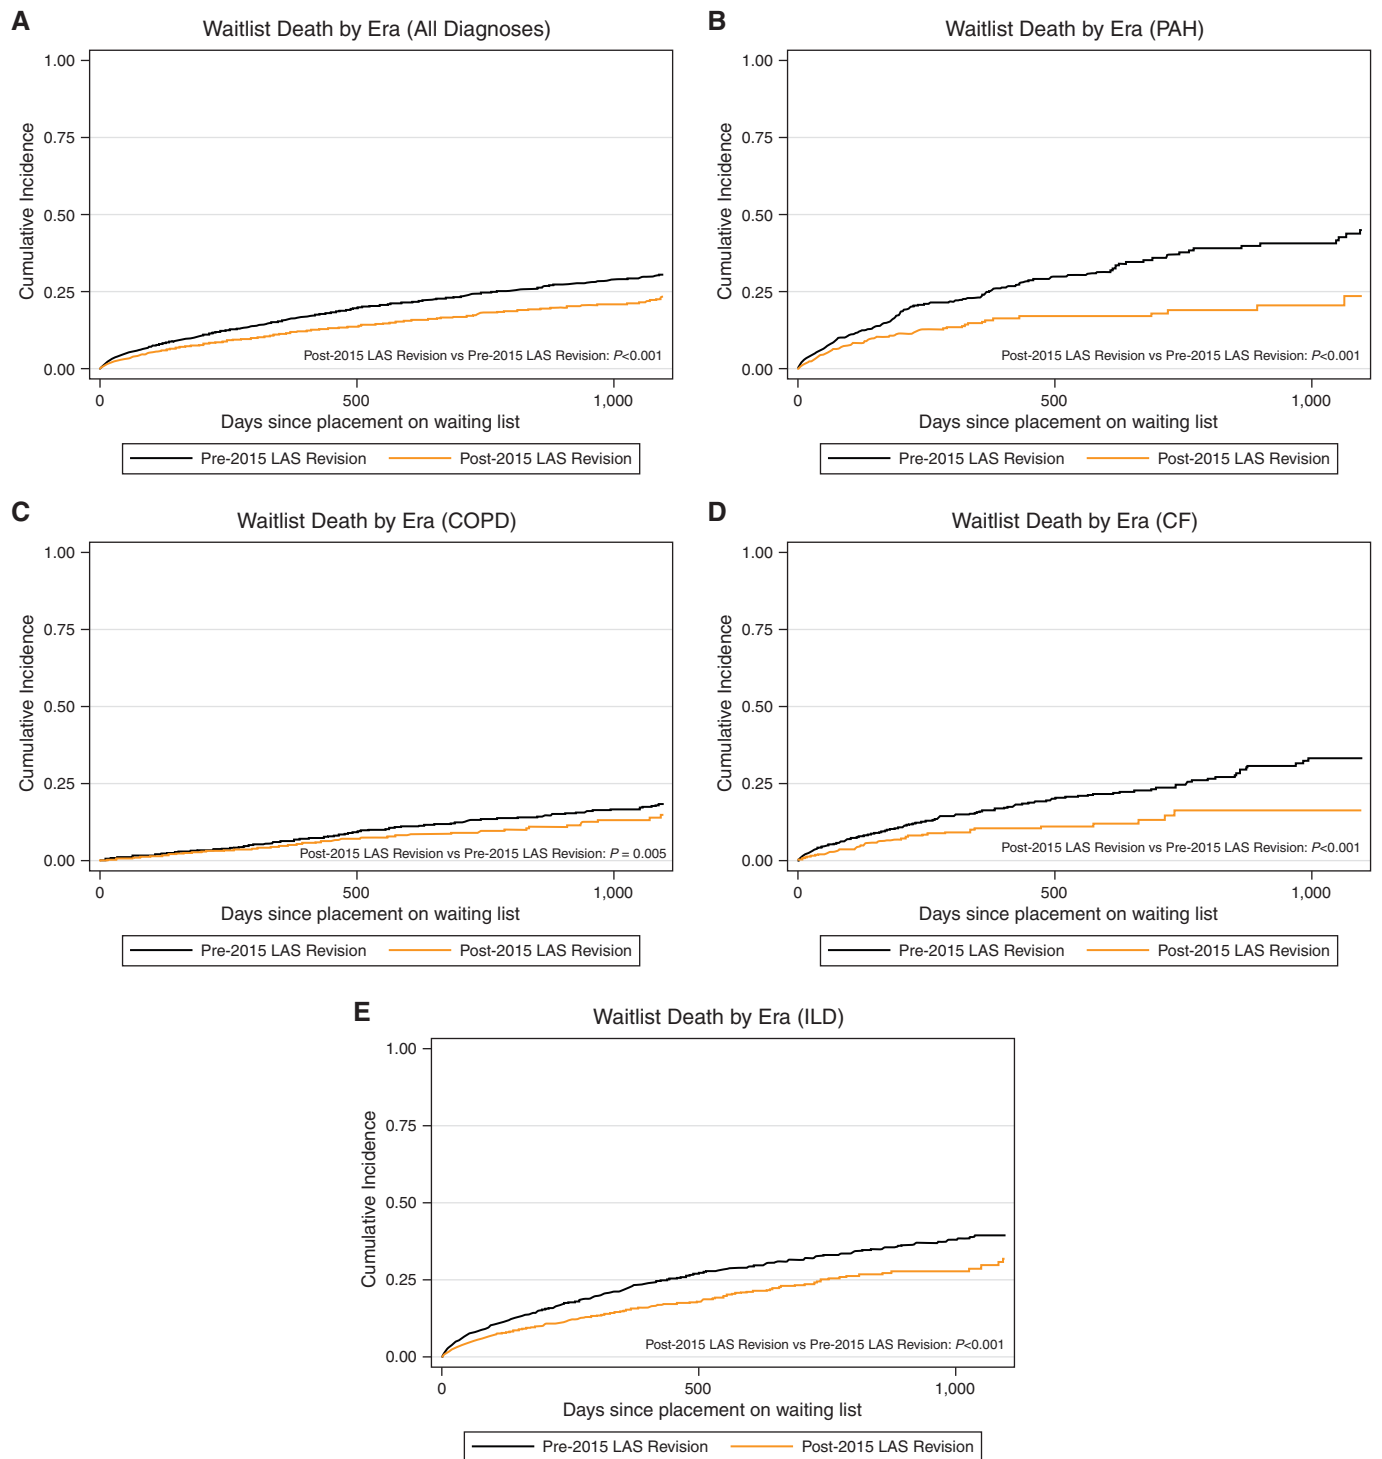 A
Waitlist Death by Era (All Diagnoses)
Cumulative Incidence
1.00
0.75
0.50
0.25
0.00
Post-2015 LAS Revision vs Pre-2015 LAS Revision: P<0.001
0 500 1,000
Days since placement on waiting list
Pre-2015 LAS Revision Post-2015 LAS Revision
B
Waitlist Death by Era (PAH)
Cumulative Incidence
1.00
0.75
0.50
0.25
0.00
Post-2015 LAS Revision vs Pre-2015 LAS Revision: P<0.001
0 500 1,000
Days since placement on waiting list
Pre-2015 LAS Revision Post-2015 LAS Revision
C
Waitlist Death by Era (COPD)
Cumulative Incidence
1.00
0.75
0.50
0.25
0.00
Post-2015 LAS Revision vs Pre-2015 LAS Revision: P = 0.005
0 500 1,000
Days since placement on waiting list
Pre-2015 LAS Revision Post-2015 LAS Revision
D
Waitlist Death by Era (CF)
Cumulative Incidence
1.00
0.75
0.50
0.25
0.00
Post-2015 LAS Revision vs Pre-2015 LAS Revision: P<0.001
0 500 1,000
Days since placement on waiting list
Pre-2015 LAS Revision Post-2015 LAS Revision
E
Waitlist Death by Era (ILD)
Cumulative Incidence
1.00
0.75
0.50
0.25
0.00
Post-2015 LAS Revision vs Pre-2015 LAS Revision: P<0.001
0 500 1,000
Days since placement on waiting list
Pre-2015 LAS Revision Post-2015 LAS Revision